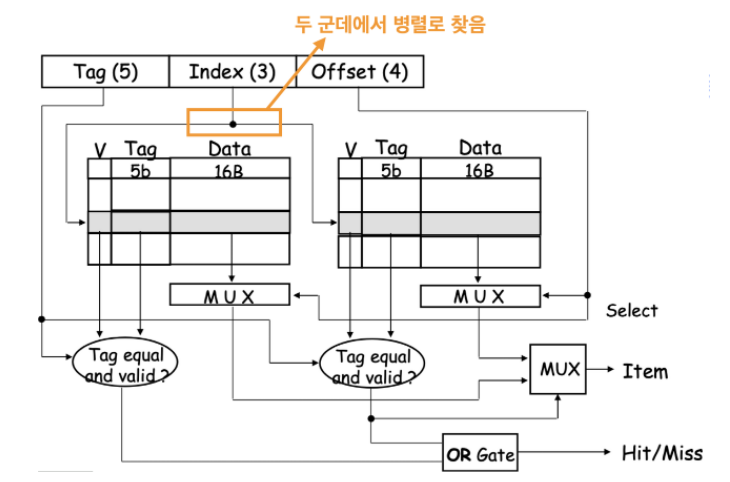 두 군데에서 병렬로 찾음
Tag (5) Index (3) Offset (4)
V Tag Data
5b 16B
V Tag Data
5b 16B
MUX
MUX
Select
Tag equal
and valid ?
Tag equal
and valid ?
MUX
Item
OR Gate
Hit/Miss